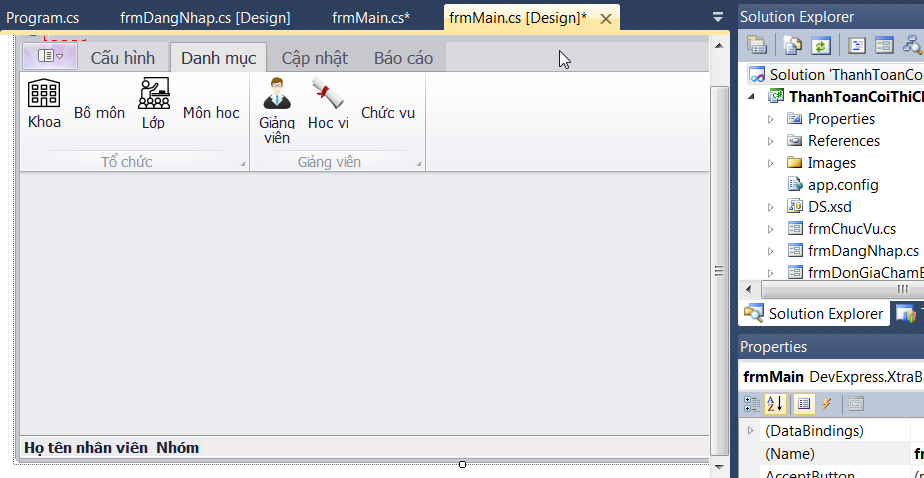 Program.cs frmDangNhap.cs [Design] frmMain.cs* frmMain.cs [Design]*
Cấu hình Danh mục Cập nhật Báo cáo
Khoa Bô môn Lớp Môn học Giảng viên Hoc vi Chức vu
Tổ chức Giảng viên
Họ tên nhân viên Nhóm
Solution Explorer
Solution 'ThanhToanCo
ThanhToanCoiThiC
Properties
References
Images
app.config
DS.xsd
frmChucVu.cs
frmDangNhap.cs
frmDonGiaChamB
Solution Explorer
Properties
frmMain DevExpress.XtraB
(DataBindings)
(Name) fr
AcceptButton